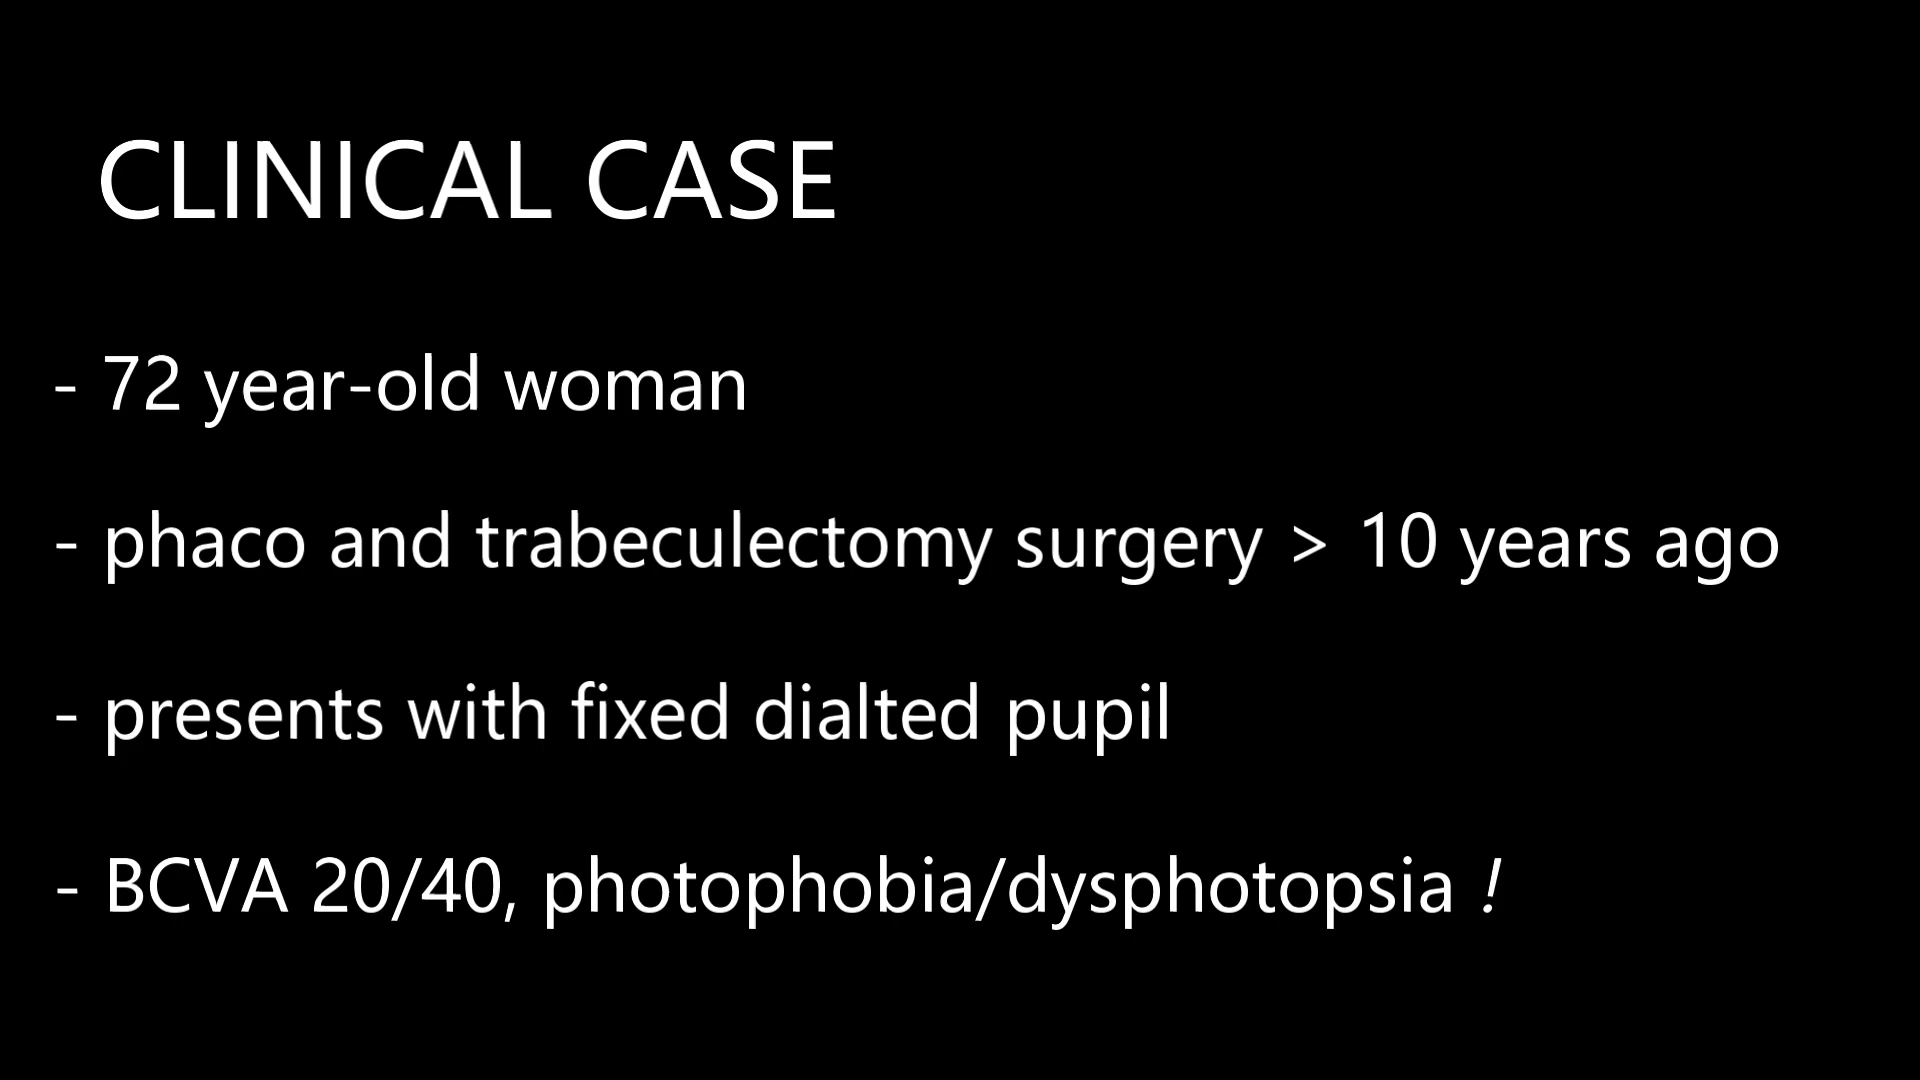 CLINICAL CASE
- 72 year-old woman
- phaco and trabeculectomy surgery > 10 years ago
- presents with fixed dialted pupil
- BCVA 20/40, photophobia/dysphotopsia !